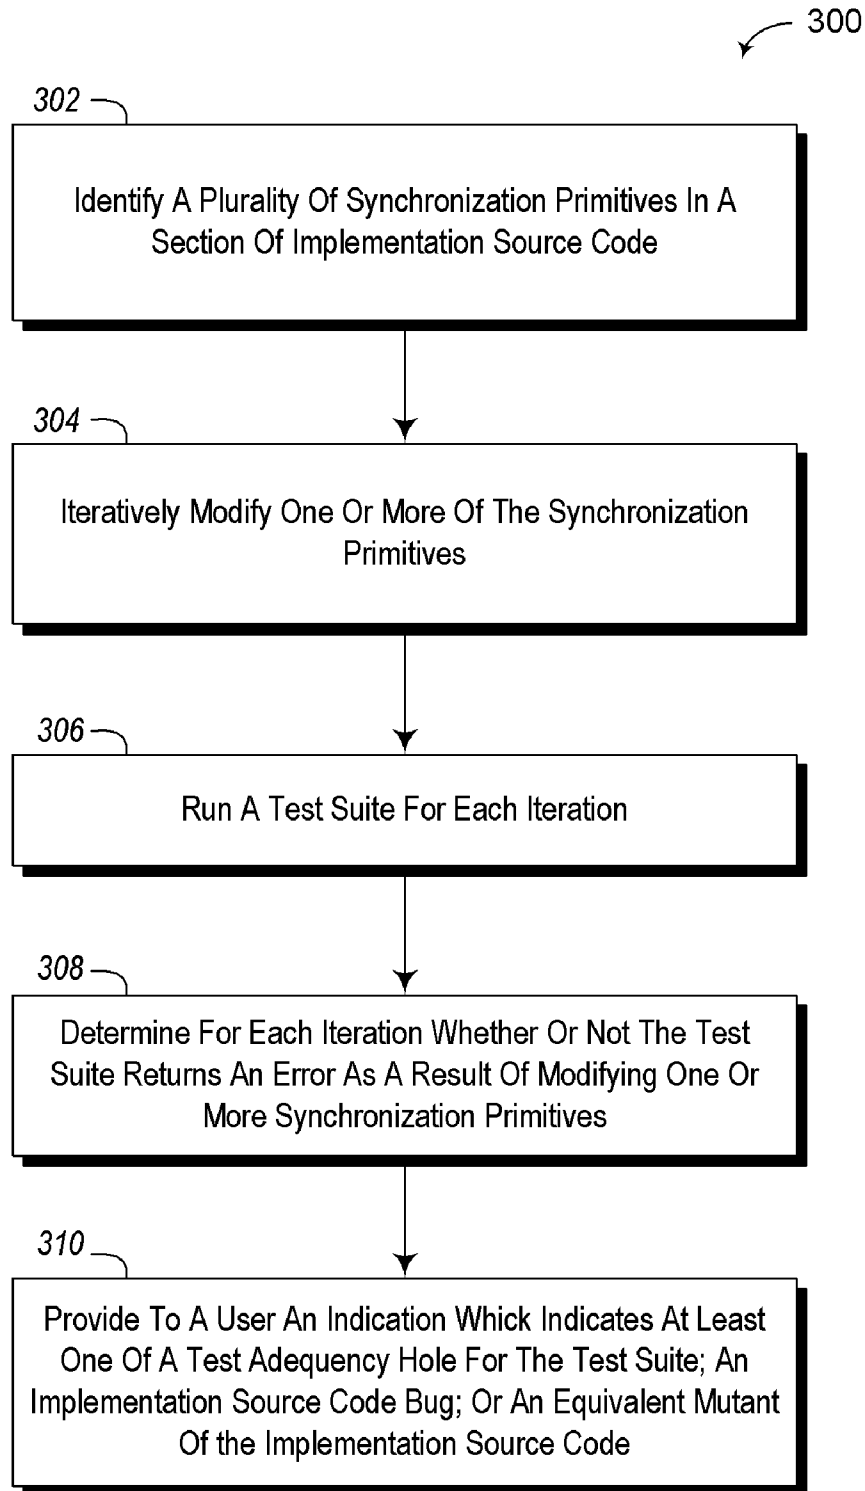 300
302
Identify A Plurality Of Synchronization Primitives In A
Section Of Implementation Source Code
304
Iteratively Modify One Or More Of The Synchronization
Primitives
306
Run A Test Suite For Each Iteration
308
Determine For Each Iteration Whether Or Not The Test
Suite Returns An Error As A Result Of Modifying One Or
More Synchronization Primitives
310
Provide To A User An Indication Whick Indicates At Least
One Of A Test Adequency Hole For The Test Suite; An
Implementation Source Code Bug; Or An Equivalent Mutant
Of the Implementation Source Code